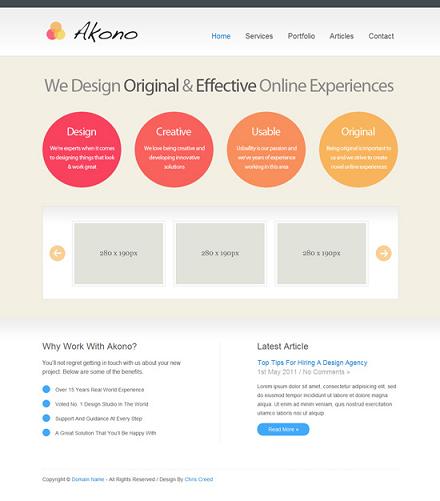 Akono
Home Services Portfolio Articles Contact
We Design Original & Effective Online Experiences
Design
We're experts when it comes
to designing things that look
& work great
Creative
We love being creative and
developing innovative
solutions
Usable
Usability is our passion and
we've years of experience
working in this area
Original
Being original is important to
us and we strive to create
novel online experiences
280 x 190px
280 x 190px
280 x 190px
Why Work With Akono?
You'll not regret getting in touch with us about your new
project. Below are some of the benefits.
Over 15 Years Real World Experience
Voted No. 1 Design Studio In The World
Support And Guidance At Every Step
A Great Solution That You'll Be Happy With
Latest Article
Top Tips For Hiring A Design Agency
1st May 2011 / No Comments »
Lorem ipsum dolor sit amet, consectetur adipisicing elit, sed
do eiusmod tempor incididunt ut labore et dolore magna
aliqua. Ut enim ad minim veniam, quis nostrud exercitation
ullamco laboris nisi ut aliquip
Read More »
Copyright © Domain Name - All Rights Reserved / Design By Chris Creed